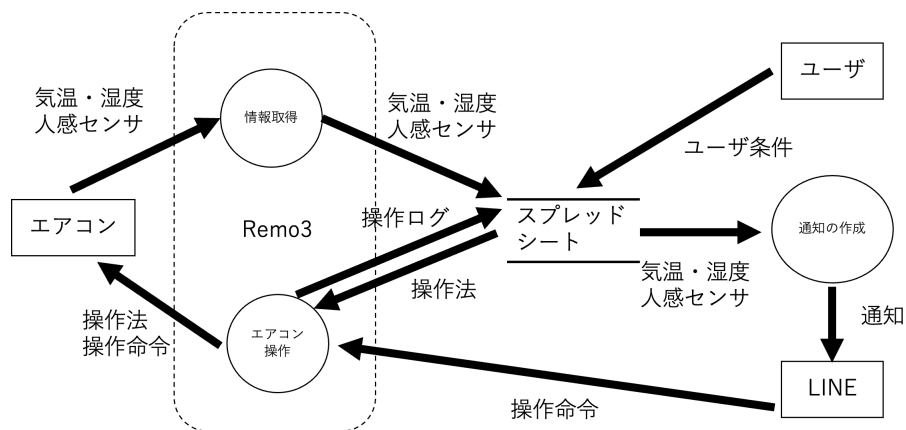 ユーザ
気温・湿度
人感センサ
情報取得
気温・湿度
人感センサ
ユーザ条件
エアコン
Remo3
操作ログ
スプレッド
シート
通知の作成
操作法
気温・湿度
人感センサ
操作法
操作命令
エアコン
操作
通知
LINE
操作命令